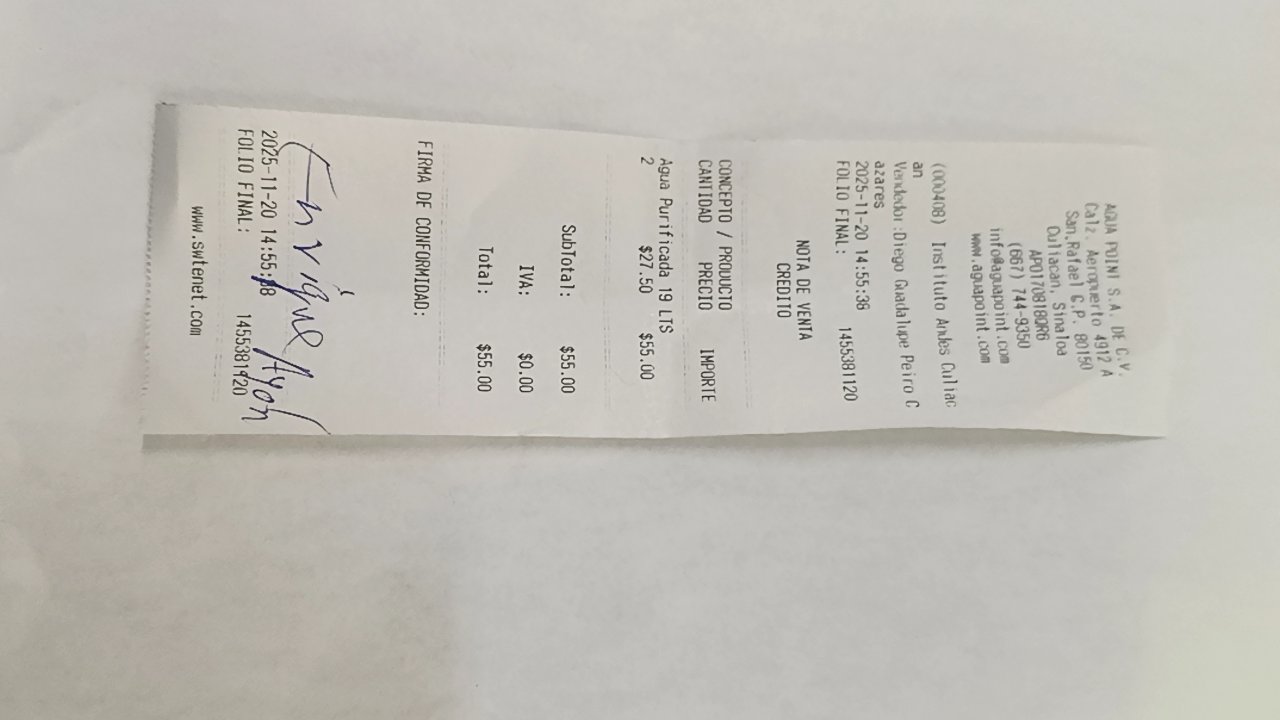 AGUA POINT S.A. DE C.V.
Calz. Aeropuerto 4912 A
San Rafael C.P. 80150
Culiacan, Sinaloa
APO170818QR6
(667) 744-9350
info@aguapoint.com
www.aguapoint.com
(000408) Instituto Andes Culiac
an
Vendedor:Diego Guadalupe Peiro C
azares
2025-11-20 14:55:38
FOLIO FINAL: 1455381120
NOTA DE VENTA
CREDITO
CONCEPTO / PRODUCTO
CANTIDAD PRECIO IMPORTE
Agua Purificada 19 LTS
2 $27.50 $55.00
SubTotal: $55.00
IVA: $0.00
Total: $55.00
FIRMA DE CONFORMIDAD:
Enrique Ayon
2025-11-20 14:55:38
FOLIO FINAL: 1455381120
www.swtenet.com